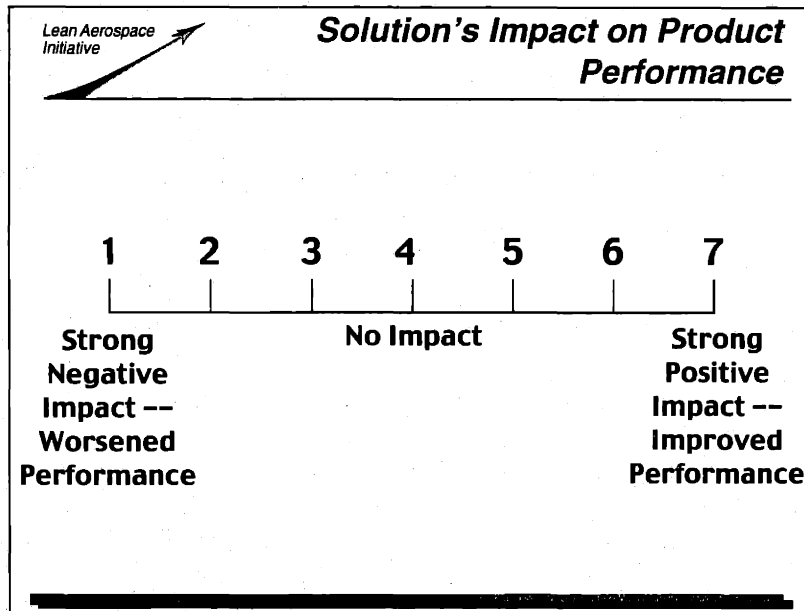 Lean Aerospace
Initiative
Solution's Impact on Product
Performance
1 2 3 4 5 6 7
Strong
Negative
Impact --
Worsened
Performance
No Impact
Strong
Positive
Impact --
Improved
Performance